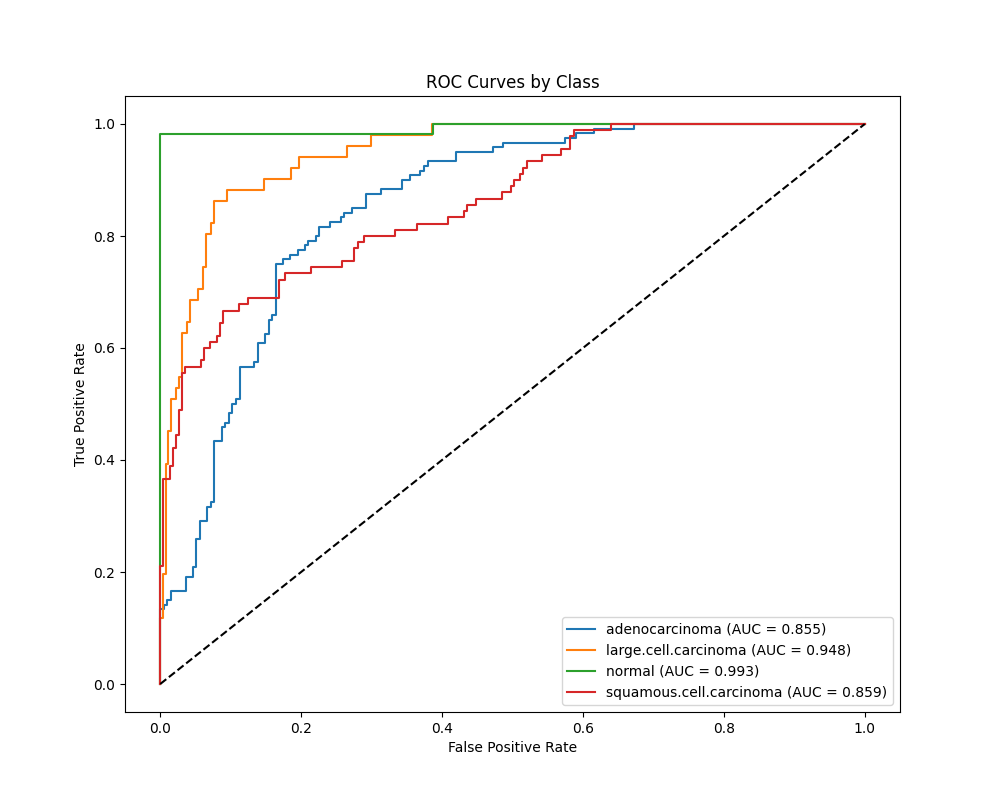 ROC Curves by Class
True Positive Rate
1.0
0.8
0.6
0.4
0.2
0.0
adenocarcinoma (AUC = 0.855)
large.cell.carcinoma (AUC = 0.948)
normal (AUC = 0.993)
squamous.cell.carcinoma (AUC = 0.859)
0.0 0.2 0.4 0.6 0.8 1.0
False Positive Rate